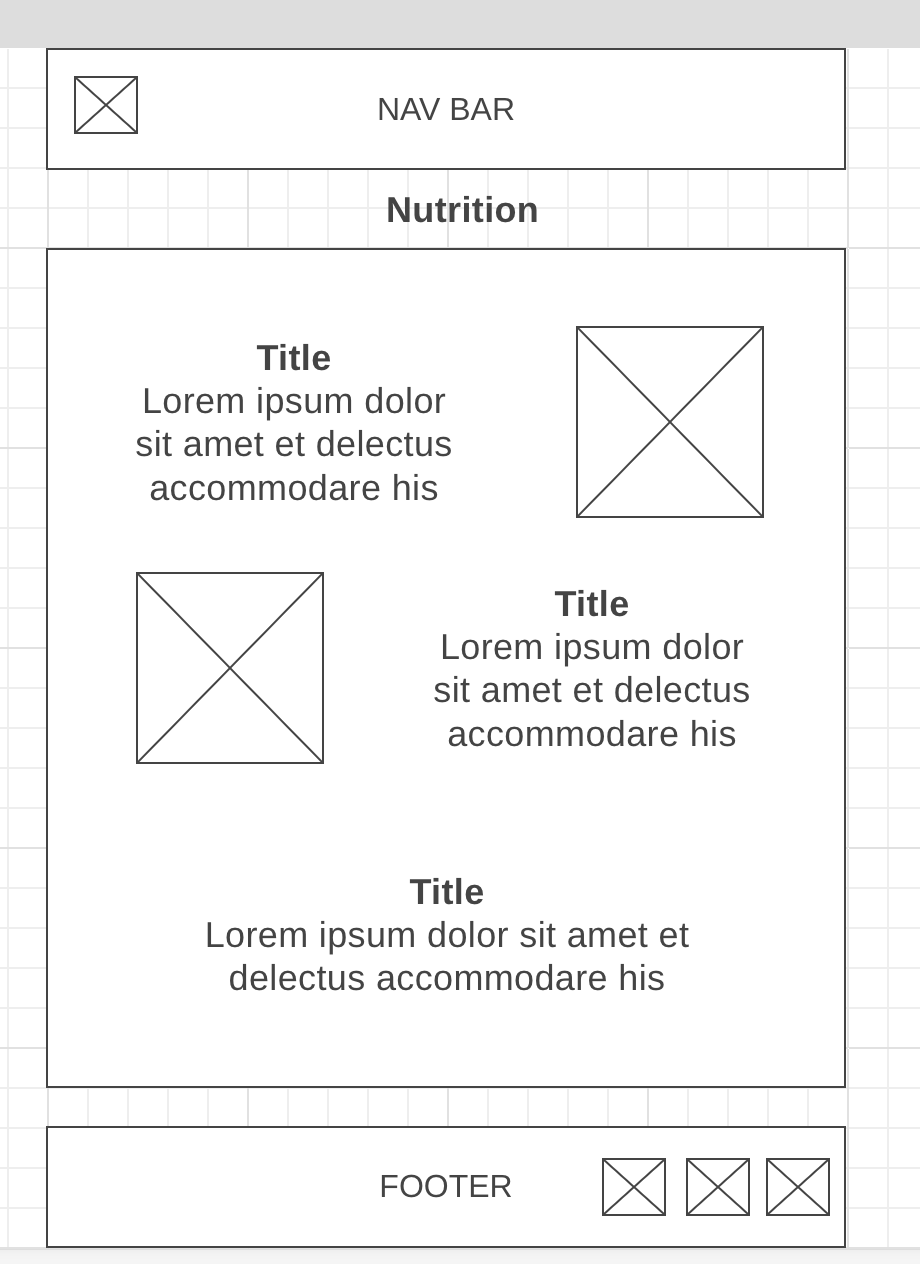 NAV BAR
Nutrition
Title
Lorem ipsum dolor
sit amet et delectus
accommodare his
Title
Lorem ipsum dolor
sit amet et delectus
accommodare his
Title
Lorem ipsum dolor sit amet et
delectus accommodare his
FOOTER